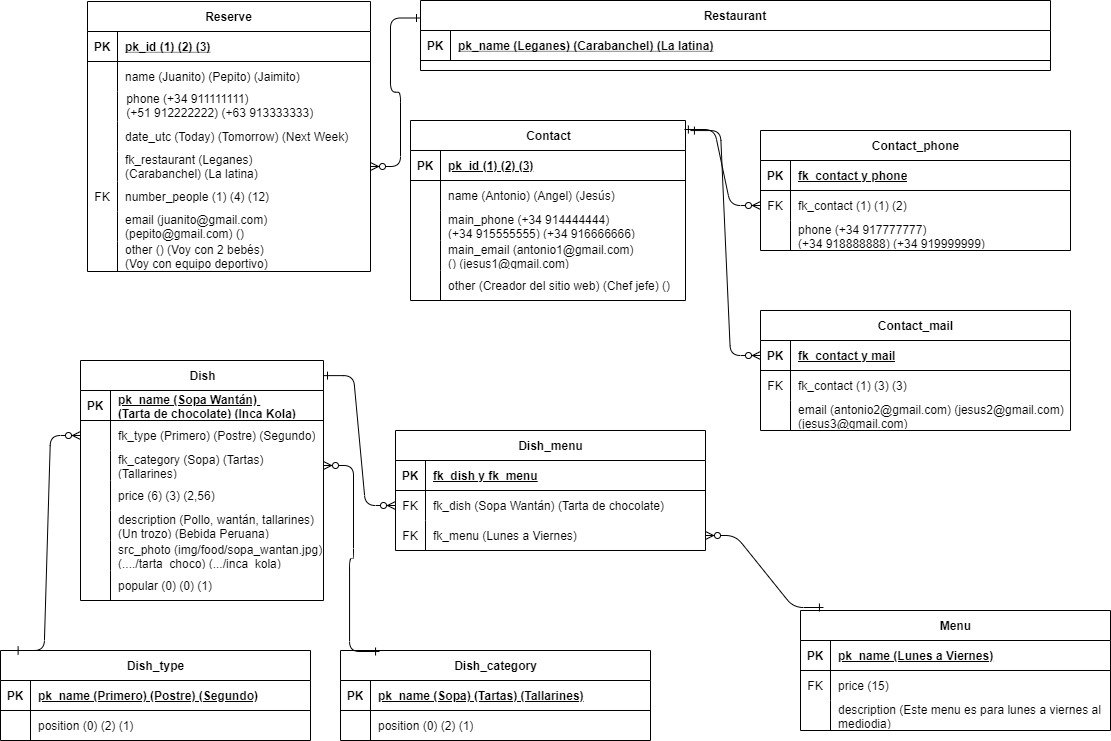 Reserve
PK pk_id (1) (2) (3)
name (Juanito) (Pepito) (Jaimito)
phone (+34 911111111)
(+51 912222222) (+63 913333333)
date_utc (Today) (Tomorrow) (Next Week)
fk_restaurant (Leganes)
(Carabanchel) (La latina)
FK number_people (1) (4) (12)
email (juanito@gmail.com)
(pepito@gmail.com) ()
other () (Voy con 2 bebés)
(Voy con equipo deportivo)
Restaurant
PK pk_name (Leganes) (Carabanchel) (La latina)
Contact
PK pk_id (1) (2) (3)
name (Antonio) (Angel) (Jesús)
main_phone (+34 914444444)
(+34 915555555) (+34 916666666)
main_email (antonio1@gmail.com)
() (jesus1@gmail.com)
other (Creador del sitio web) (Chef jefe) ()
Contact_phone
PK fk_contact y phone
FK fk_contact (1) (1) (2)
phone (+34 917777777)
(+34 918888888) (+34 919999999)
Contact_mail
PK fk_contact y mail
FK fk_contact (1) (3) (3)
email (antonio2@gmail.com) (jesus2@gmail.com)
(jesus3@gmail.com)
Dish
PK pk_name (Sopa Wantán)
(Tarta de chocolate) (Inca Kola)
fk_type (Primero) (Postre) (Segundo)
fk_category (Sopa) (Tartas)
(Tallarines)
price (6) (3) (2,56)
description (Pollo, wantán, tallarines)
(Un trozo) (Bebida Peruana)
src_photo (img/food/sopa_wantan.jpg)
(..../tarta_choco) (.../inca_kola)
popular (0) (0) (1)
Dish_menu
PK fk_dish y fk_menu
FK fk_dish (Sopa Wantán) (Tarta de chocolate)
FK fk_menu (Lunes a Viernes)
Menu
PK pk_name (Lunes a Viernes)
FK price (15)
description (Este menu es para lunes a viernes al
mediodia)
Dish_type
PK pk_name (Primero) (Postre) (Segundo)
position (0) (2) (1)
Dish_category
PK pk_name (Sopa) (Tartas) (Tallarines)
position (0) (2) (1)